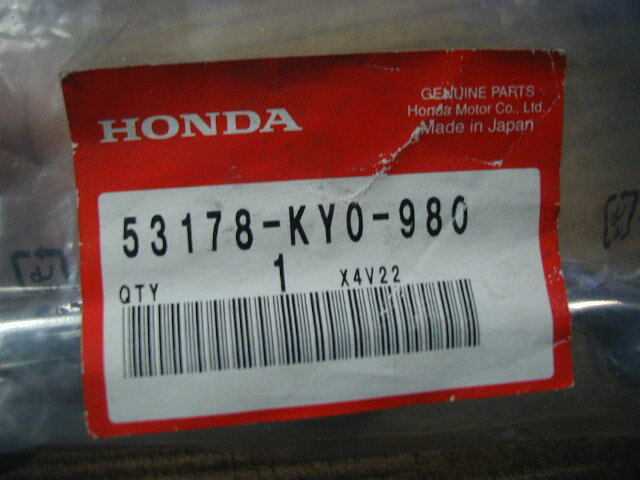 GENUINE PARTS
Honda Motor Co., Ltd.
Made in Japan
HONDA
53178-KY0-980
QTY 1 X4V22